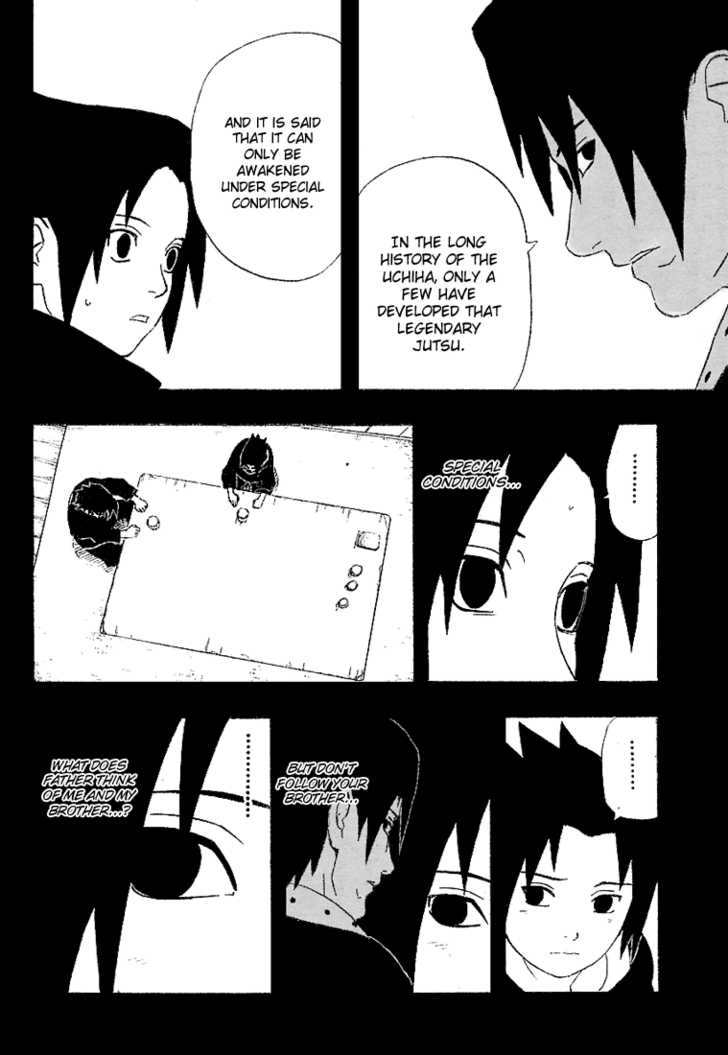 IN THE LONG
HISTORY OF THE
UCHIHA, ONLY A
FEW HAVE
DEVELOPED THAT
LEGENDARY
JUTSU.
AND IT IS SAID
THAT IT CAN
ONLY BE
AWAKENED
UNDER SPECIAL
CONDITIONS.
.........
SPECIAL
CONDITIONS...
.........
BUT DON'T
FOLLOW YOUR
BROTHER...
.........
WHAT DOES
FATHER THINK
OF ME AND MY
BROTHER...?